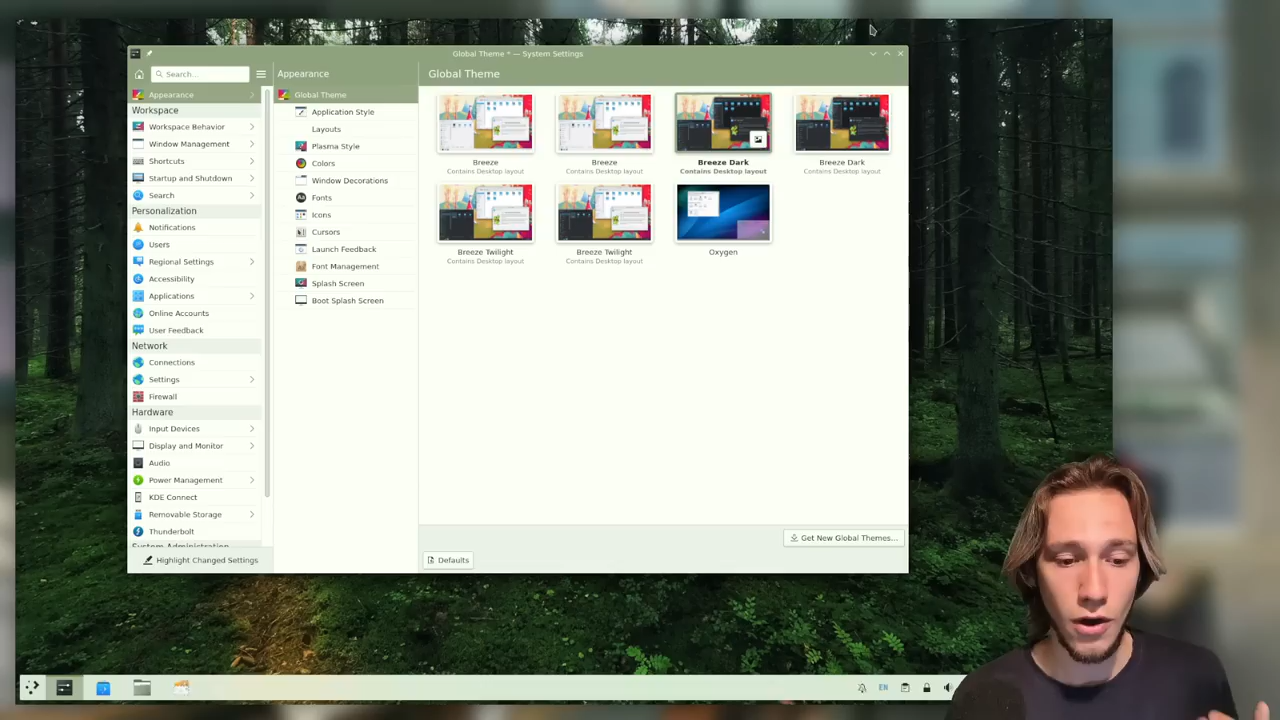 Global Theme * — System Settings
Search...
Appearance
Global Theme
Appearance
Workspace
Workspace Behavior
Window Management
Shortcuts
Startup and Shutdown
Search
Personalization
Notifications
Users
Regional Settings
Accessibility
Applications
Online Accounts
User Feedback
Network
Connections
Settings
Firewall
Hardware
Input Devices
Display and Monitor
Audio
Power Management
KDE Connect
Removable Storage
Thunderbolt
System Administration
Highlight Changed Settings
Global Theme
Application Style
Layouts
Plasma Style
Colors
Window Decorations
Fonts
Icons
Cursors
Launch Feedback
Font Management
Splash Screen
Boot Splash Screen
Breeze
Contains Desktop layout
Breeze
Contains Desktop layout
Breeze Dark
Contains Desktop layout
Breeze Dark
Contains Desktop layout
Breeze Twilight
Contains Desktop layout
Breeze Twilight
Contains Desktop layout
Oxygen
Get New Global Themes...
Defaults
EN